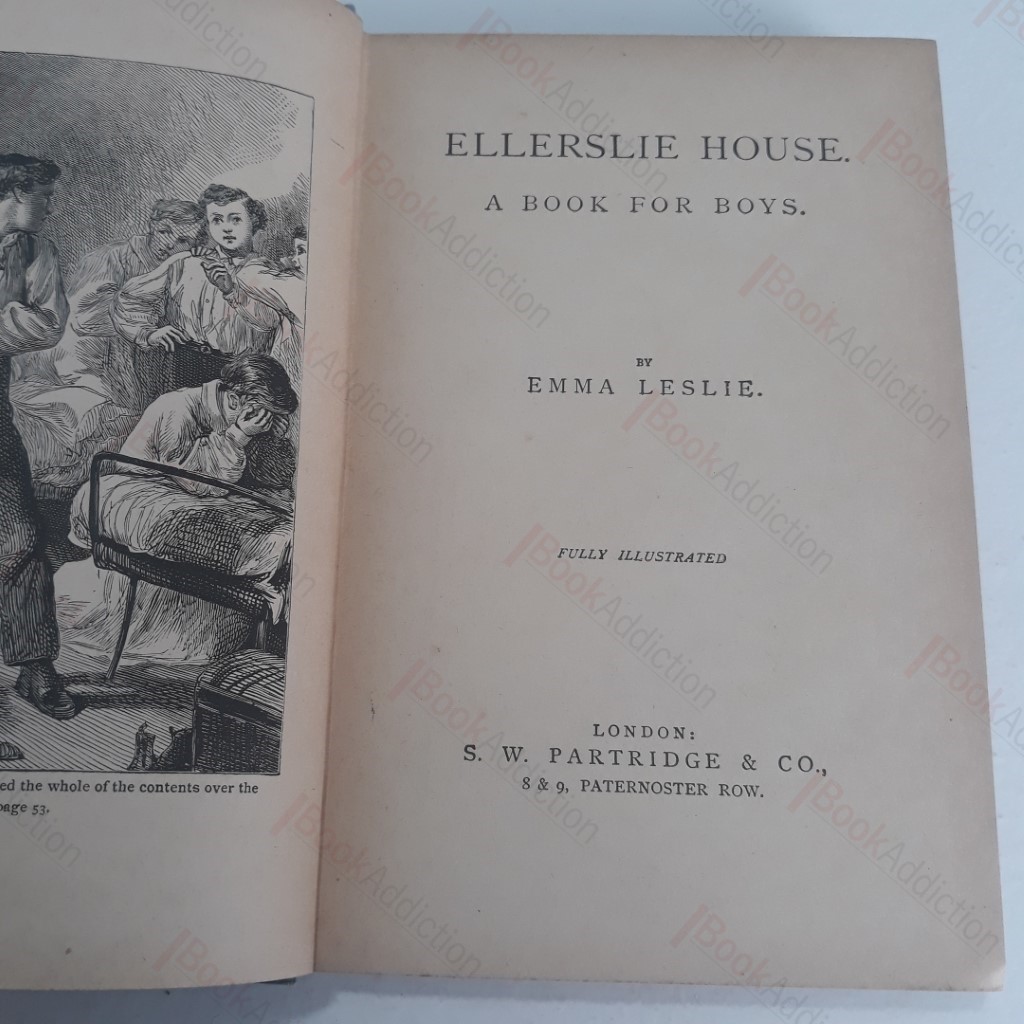 ed the whole of the contents over the
page 53.
ELLERSLIE HOUSE.
A BOOK FOR BOYS.
BY
EMMA LESLIE.
FULLY ILLUSTRATED
LONDON:
S. W. PARTRIDGE & CO.,
8 & 9, PATERNOSTER ROW.
BookAddiction